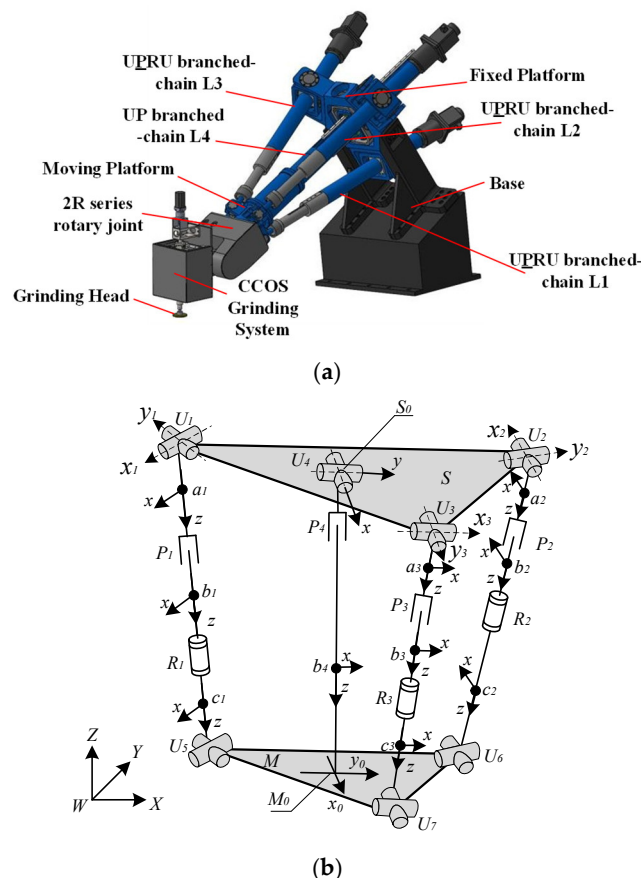 UPRU branched-
chain L3
UP branched
-chain L4
Moving Platform
2R series
rotary joint
Grinding Head
CCOS
Grinding
System
Fixed Platform
UPRU branched-
chain L2
Base
UPRU branched-
chain L1
(a)
y1
U1
x1
S0
x2
U2
y2
U4
y
S
x
a1
x
z
P4
U3
x3
y3
a3
x
z
x
a2
z
P2
P1
b1
x
z
P3
b3
x
z
x
b2
z
R2
R1
b4
x
z
R3
x
c2
z
c1
x
z
c3
x
z
U5
M
y0
U6
M0
x0
U7
Z
Y
W
X
(b)